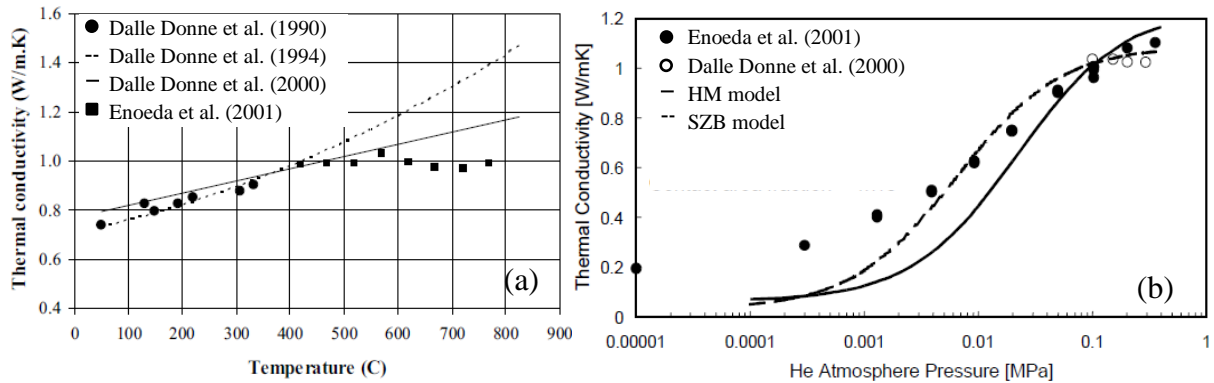 Thermal conductivity (W/m.K)
1.6
1.4
1.2
1.0
0.8
0.6
0.4
Dalle Donne et al. (1990)
Dalle Donne et al. (1994)
Dalle Donne et al. (2000)
Enoeda et al. (2001)
(a)
0 100 200 300 400 500 600 700 800 900
Temperature (C)
Thermal Conductivity [W/mK]
1.2
1
0.8
0.6
0.4
0.2
0
Enoeda et al. (2001)
Dalle Donne et al. (2000)
HM model
SZB model
(b)
0.00001 0.0001 0.001 0.01 0.1 1
He Atmosphere Pressure [MPa]